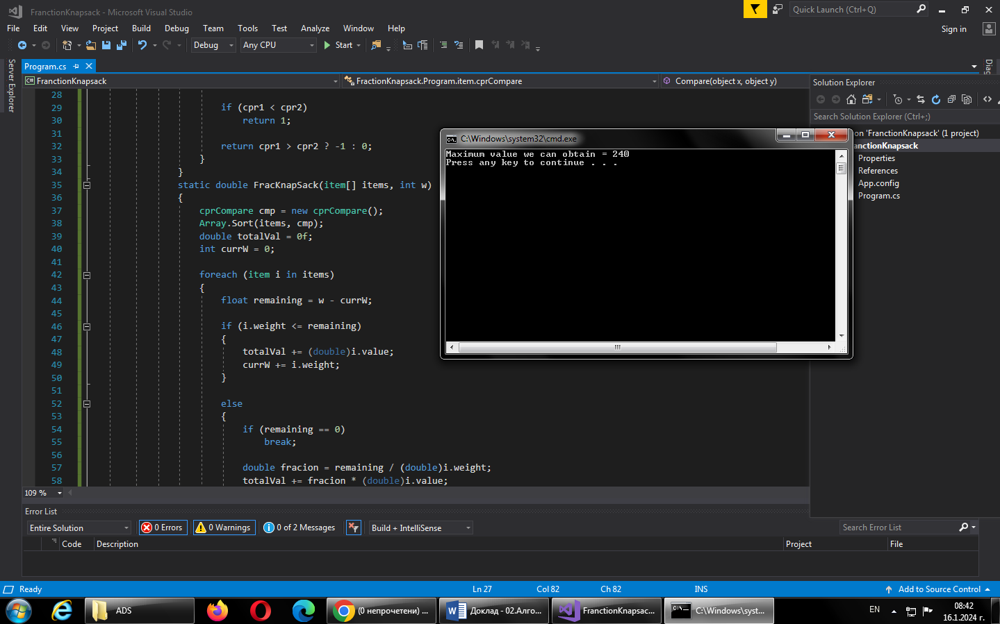 FranctionKnapsack - Microsoft Visual Studio
Quick Launch (Ctrl+Q)
File Edit View Project Build Debug Team Tools Test Analyze Window Help
Sign in
Debug Any CPU Start
Server Explorer
Program.cs
FranctionKnapsack
FractionKnapsack.Program.item.cprCompare
Compare(object x, object y)
28
29 if (cpr1 < cpr2)
30 return 1;
31
32 return cpr1 > cpr2 ? -1 : 0;
33 }
34 }
35 static double FracKnapSack(item[] items, int w)
36 {
37 cprCompare cmp = new cprCompare();
38 Array.Sort(items, cmp);
39 double totalVal = 0f;
40 int currW = 0;
41
42 foreach (item i in items)
43 {
44 float remaining = w - currW;
45
46 if (i.weight <= remaining)
47 {
48 totalVal += (double)i.value;
49 currW += i.weight;
50 }
51
52 else
53 {
54 if (remaining == 0)
55 break;
56
57 double fracion = remaining / (double)i.weight;
58 totalVal += fracion * (double)i.value;
109 %
C:\Windows\system32\cmd.exe
Maximum value we can obtain = 240
Press any key to continue . . .
Diag
Solution Explorer
Search Solution Explorer (Ctrl+;)
on 'FranctionKnapsack' (1 project)
anctionKnapsack
Properties
References
App.config
Program.cs
Error List
Entire Solution 0 Errors 0 Warnings 0 of 2 Messages Build + IntelliSense Search Error List
Code Description Project File
Ready Ln 27 Col 82 Ch 82 INS Add to Source Control
ADS
(0 непрочетени) ...
Доклад - 02.Алго...
FranctionKnapsac...
C:\Windows\syst...
EN
08:42
16.1.2024 г.